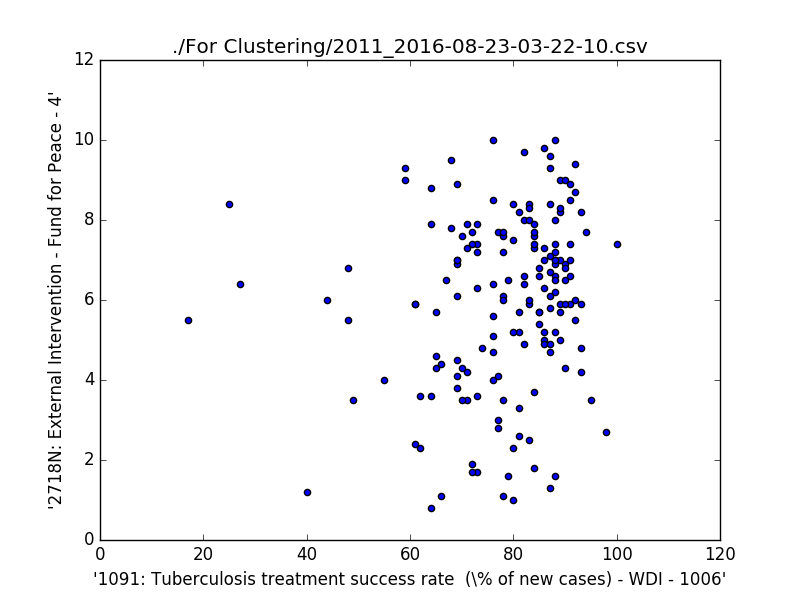 ./For Clustering/2011_2016-08-23-03-22-10.csv
12
10
8
6
4
2
0
'2718N: External Intervention - Fund for Peace - 4'
0 20 40 60 80 100 120
'1091: Tuberculosis treatment success rate  (\% of new cases) - WDI - 1006'